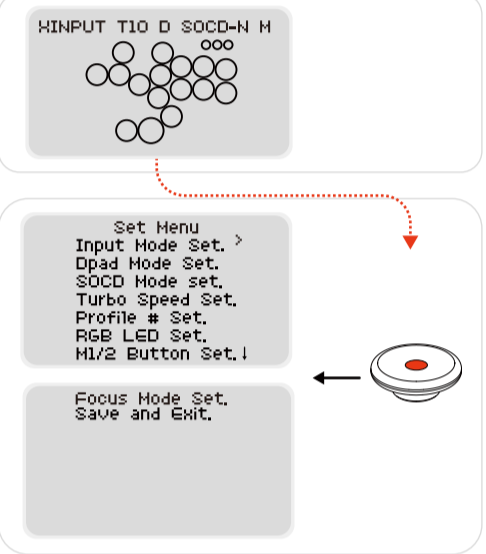 XINPUT T10 D SOCD-N M
Set Menu
Input Mode Set. >
Dpad Mode Set.
SOCD Mode set.
Turbo Speed Set.
Profile # Set.
RGB LED Set.
M1/2 Button Set.↓
Focus Mode Set.
Save and Exit.